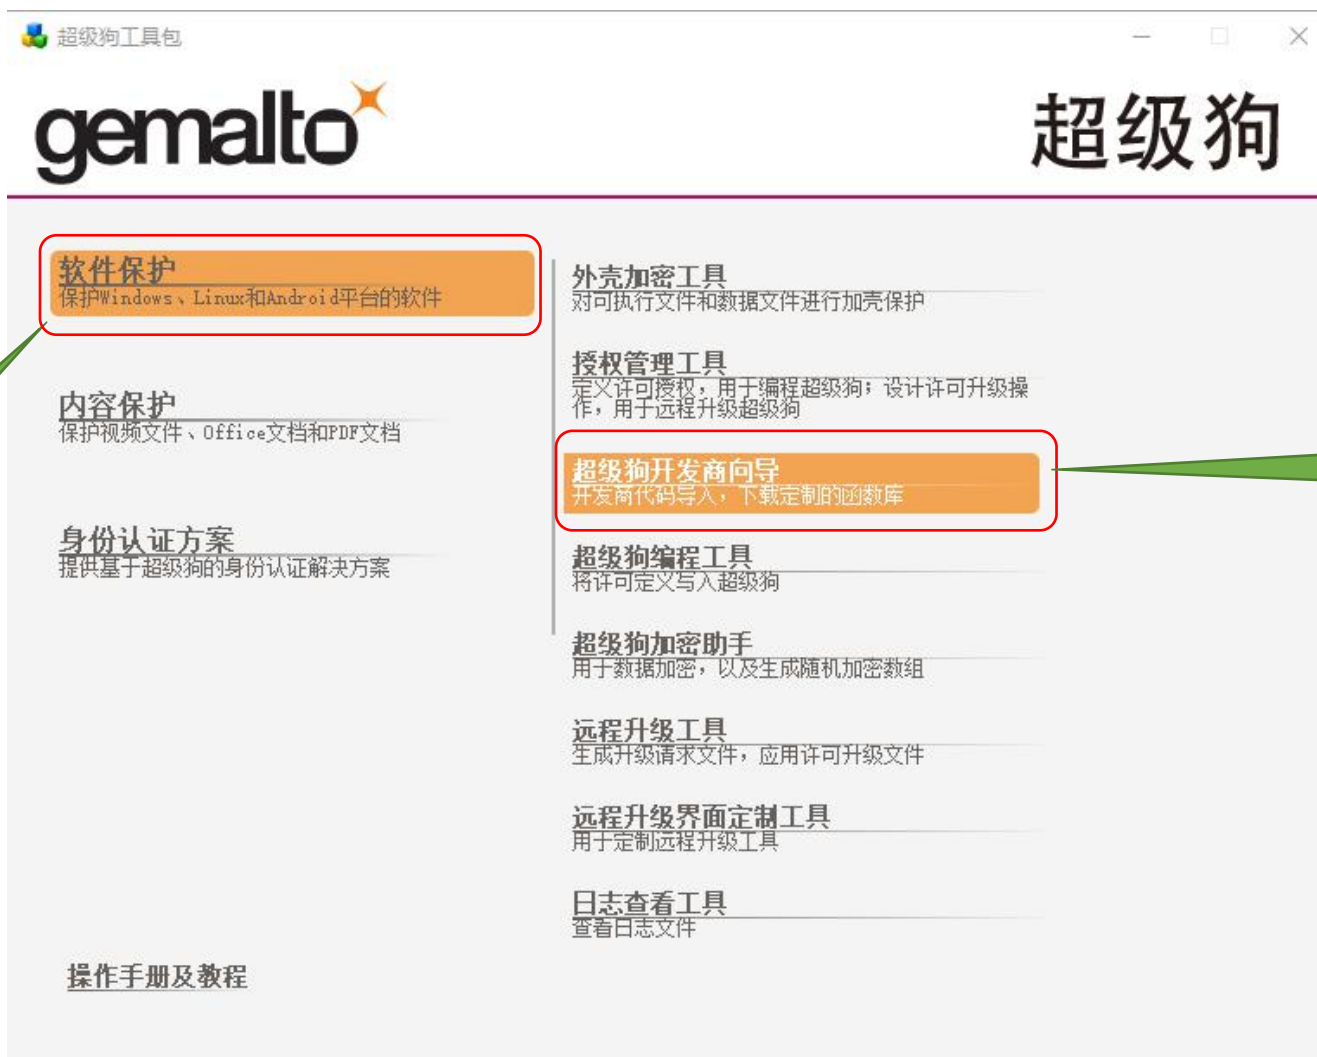 超级狗工具包
gemalto
超级狗
软件保护
保护Windows、Linux和Android平台的软件
内容保护
保护视频文件、Office文档和PDF文档
身份认证方案
提供基于超级狗的身份认证解决方案
操作手册及教程
外壳加密工具
对可执行文件和数据文件进行加壳保护
授权管理工具
定义许可授权，用于编程超级狗；设计许可升级操
作，用于远程升级超级狗
超级狗开发商向导
开发商代码导入，下载定制的函数库
超级狗编程工具
将许可定义写入超级狗
超级狗加密助手
用于数据加密，以及生成随机加密数组
远程升级工具
生成升级请求文件，应用许可升级文件
远程升级界面定制工具
用于定制远程升级工具
日志查看工具
查看日志文件